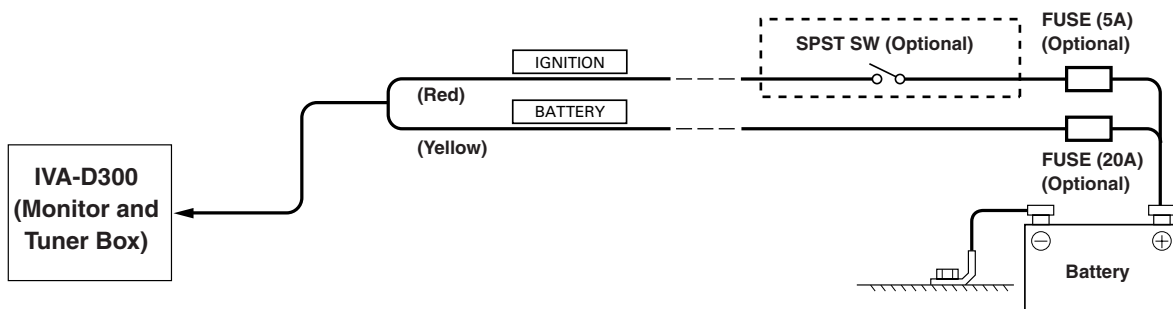 FUSE (5A)
(Optional)
SPST SW (Optional)
IGNITION
(Red)
BATTERY
(Yellow)
FUSE (20A)
(Optional)
IVA-D300
(Monitor and
Tuner Box)
Battery